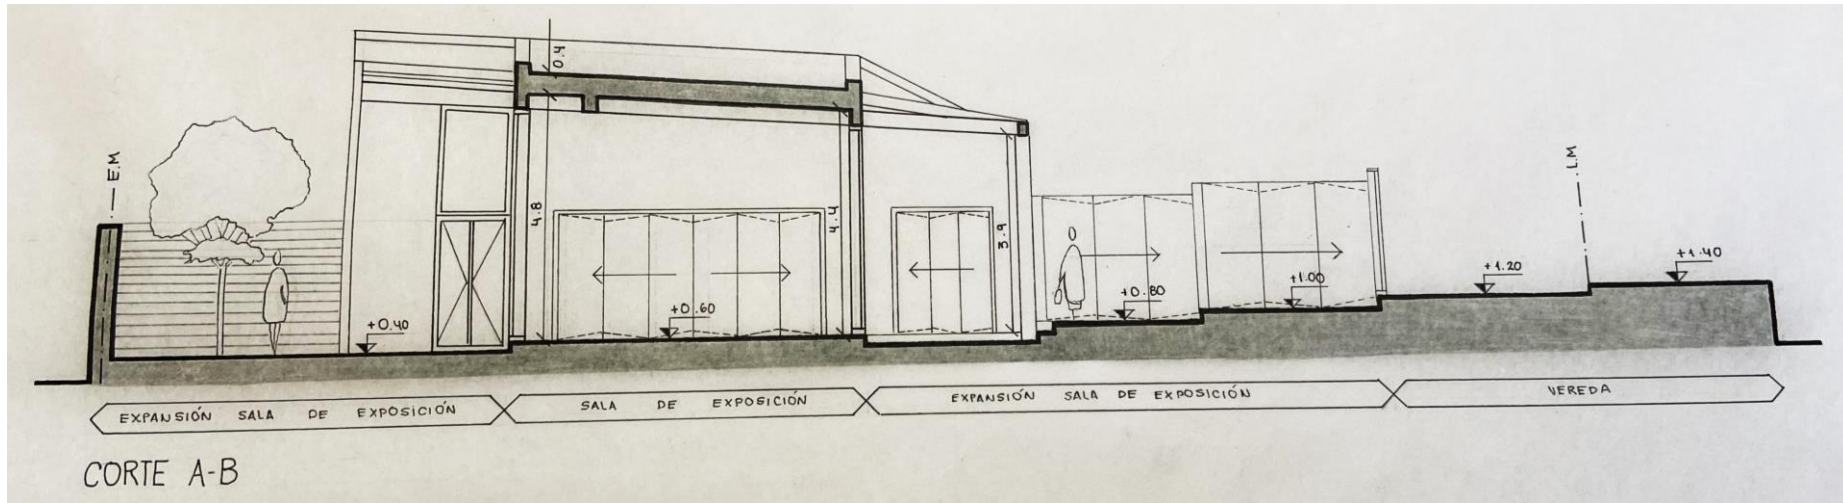 0.4
E.M
L.M
4.8
4.4
3.9
+0.40
+0.60
+0.80
+1.00
+1.20
+1.40
EXPANSIÓN SALA DE EXPOSICIÓN
SALA DE EXPOSICIÓN
EXPANSIÓN SALA DE EXPOSICIÓN
VEREDA
CORTE A-B